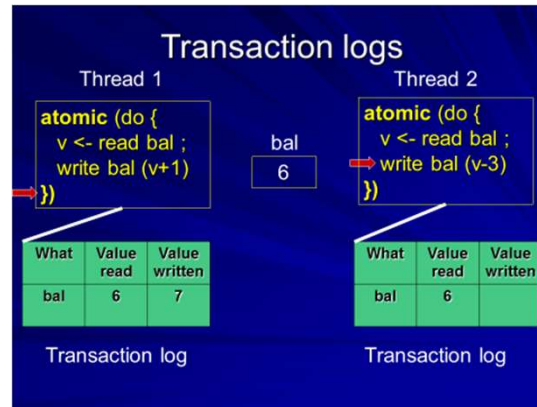 Transaction logs
Thread 1
atomic (do {
v <- read bal ;
write bal (v+1)
})
What Value read Value written
bal 6 7
Transaction log
bal
6
Thread 2
atomic (do {
v <- read bal ;
write bal (v-3)
})
What Value read Value written
bal 6
Transaction log